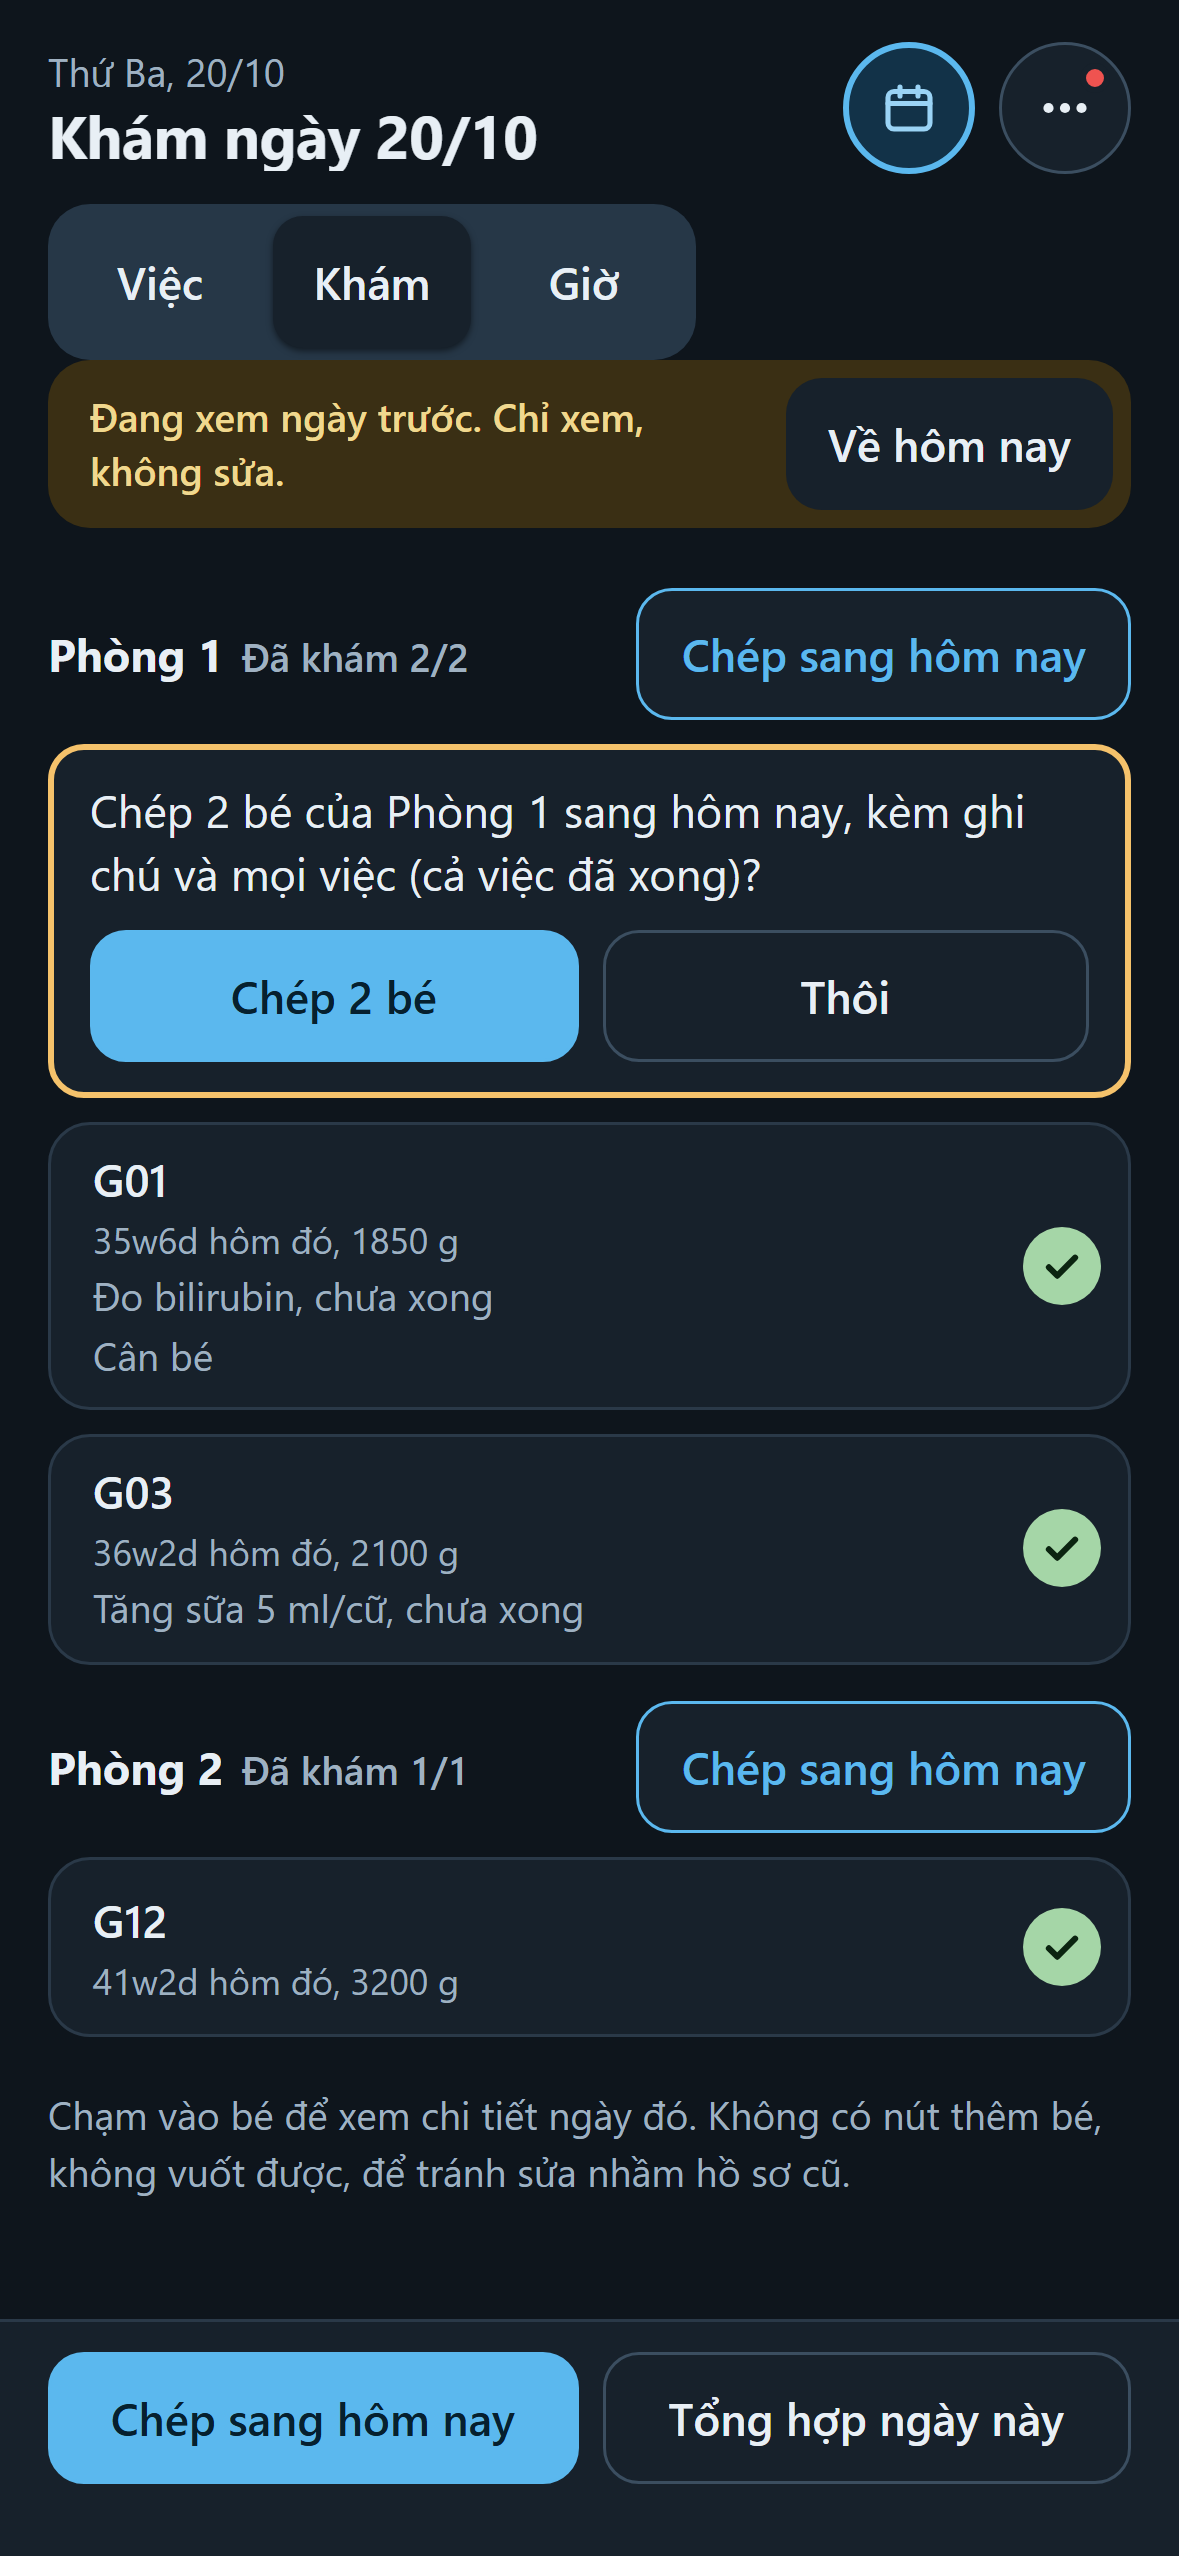 Thứ Ba, 20/10
Khám ngày 20/10
Việc
Khám
Giờ
Đang xem ngày trước. Chỉ xem,
không sửa.
Về hôm nay
Phòng 1 Đã khám 2/2
Chép sang hôm nay
Chép 2 bé của Phòng 1 sang hôm nay, kèm ghi
chú và mọi việc (cả việc đã xong)?
Chép 2 bé
Thôi
G01
35w6d hôm đó, 1850 g
Đo bilirubin, chưa xong
Cân bé
G03
36w2d hôm đó, 2100 g
Tăng sữa 5 ml/cữ, chưa xong
Phòng 2 Đã khám 1/1
Chép sang hôm nay
G12
41w2d hôm đó, 3200 g
Chạm vào bé để xem chi tiết ngày đó. Không có nút thêm bé,
không vuốt được, để tránh sửa nhầm hồ sơ cũ.
Chép sang hôm nay
Tổng hợp ngày này